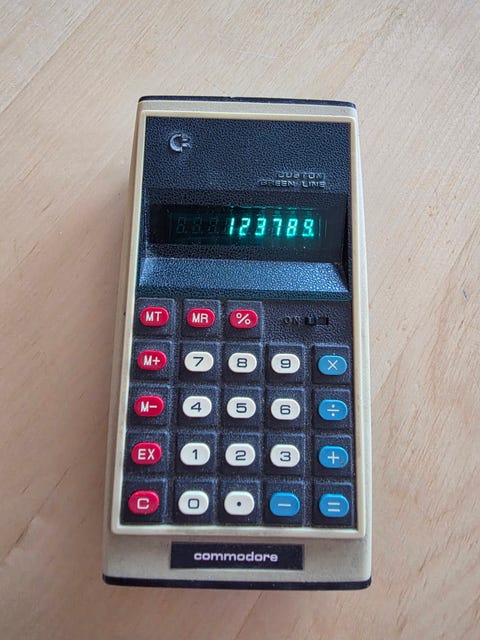 CUSTOM
GREEN LINE
123789.
MT MR % ON
M+ 7 8 9 ×
M- 4 5 6 ÷
EX 1 2 3 +
C 0 • − =
commodore